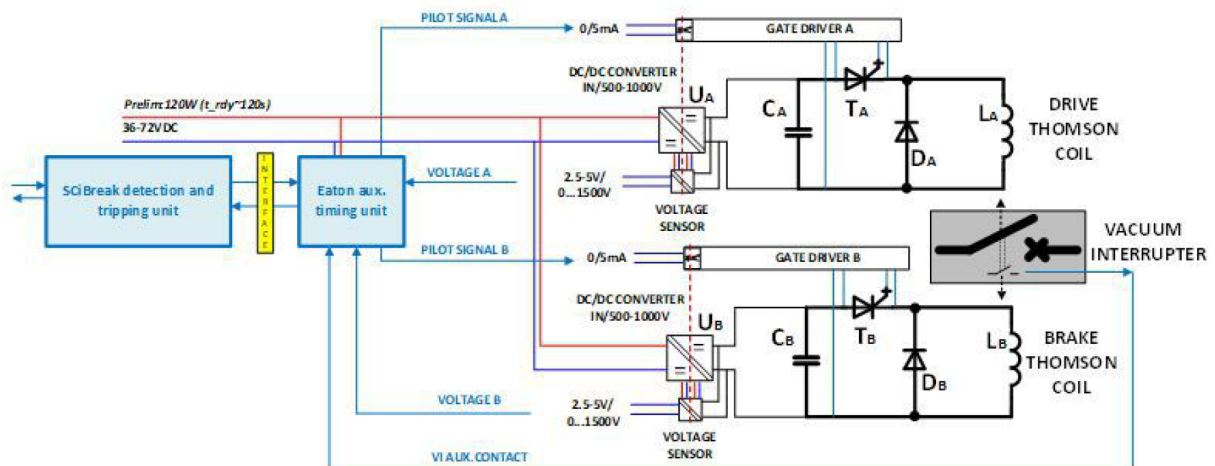 PILOT SIGNAL A
0/5mA
GATE DRIVER A
DC/DC CONVERTER
IN/500-1000V
UA
CA
TA
DA
LA
DRIVE
THOMSON
COIL
Prelim:120W (t_rdy~120s)
36-72VDC
SCiBreak detection and
tripping unit
INTERFACE
Eaton aux.
timing unit
VOLTAGE A
2.5-5V/
0...1500V
VOLTAGE
SENSOR
PILOT SIGNAL B
0/5mA
GATE DRIVER B
VACUUM
INTERRUPTER
DC/DC CONVERTER
IN/500-1000V
UB
CB
TB
DB
LB
BRAKE
THOMSON
COIL
VOLTAGE B
2.5-5V/
0...1500V
VOLTAGE
SENSOR
VI AUX.CONTACT